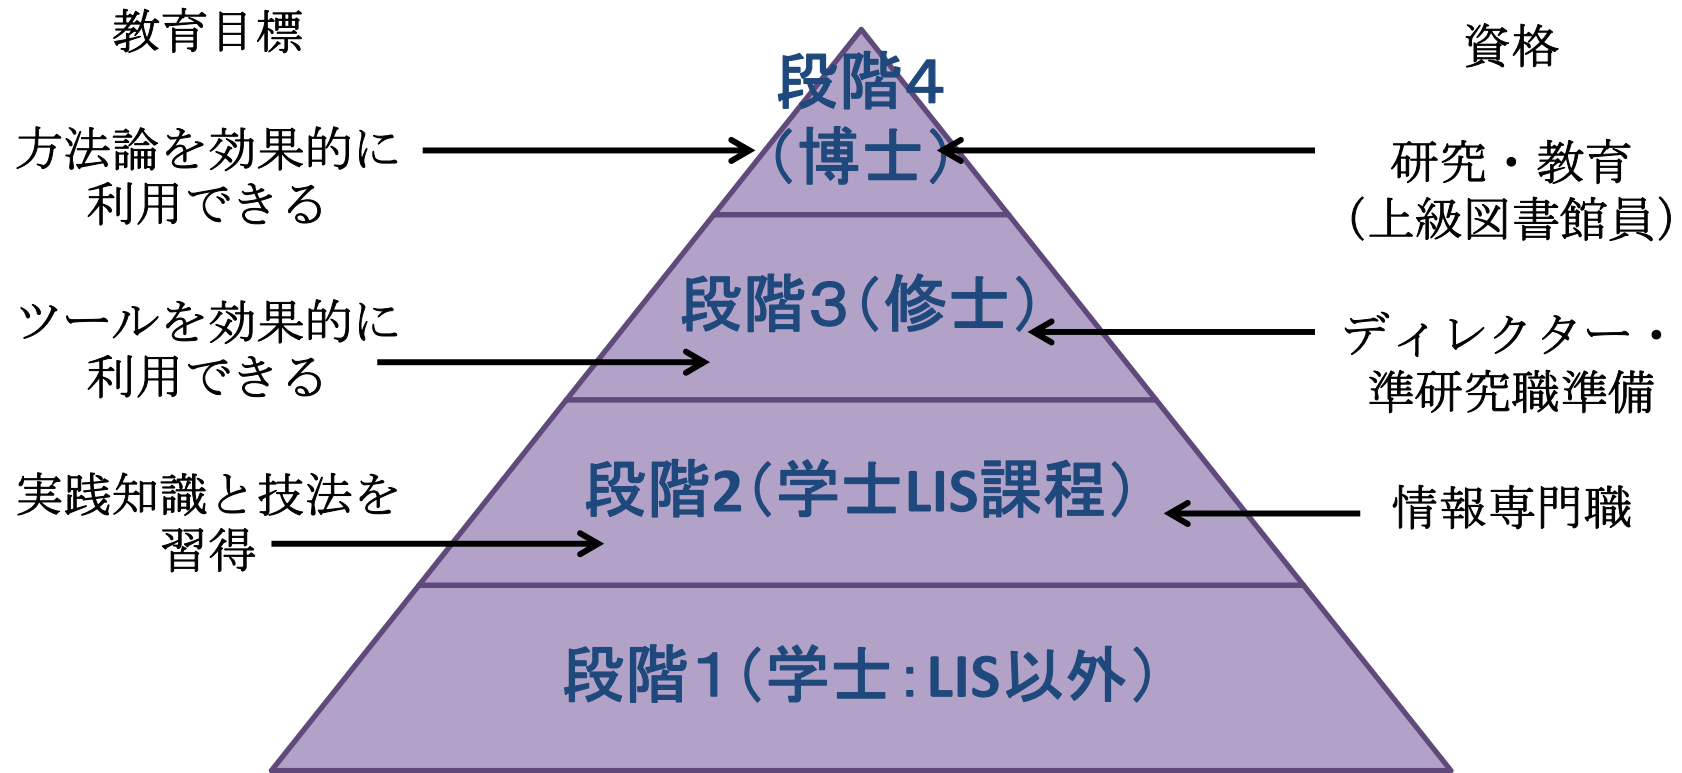 教育目標
方法論を効果的に
利用できる
ツールを効果的に
利用できる
実践知識と技法を
習得
段階４
（博士）
段階３（修士）
段階2（学士LIS課程）
段階１（学士：LIS以外）
資格
研究・教育
（上級図書館員）
ディレクター・
準研究職準備
情報専門職